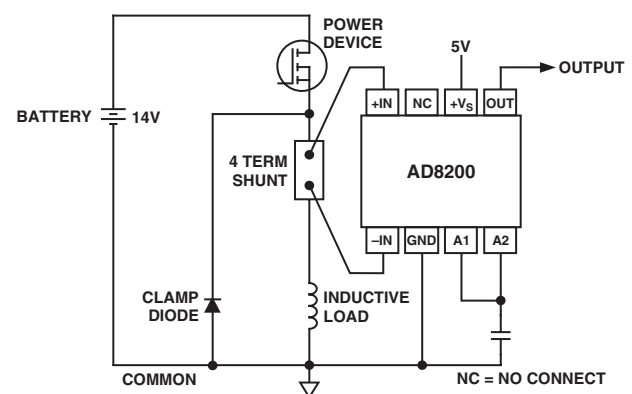 POWER
DEVICE
5V
OUTPUT
+IN
NC
+VS
OUT
BATTERY
14V
4 TERM
SHUNT
AD8200
–IN
GND
A1
A2
CLAMP
DIODE
INDUCTIVE
LOAD
COMMON
NC = NO CONNECT